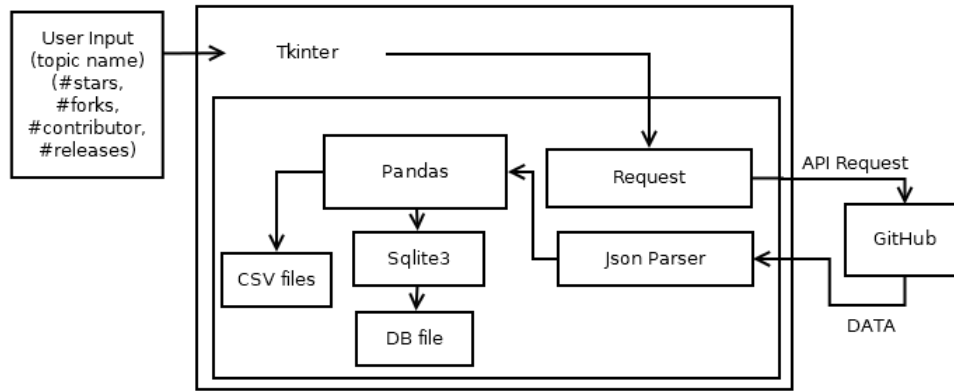 User Input
(topic name)
(#stars,
#forks,
#contributor,
#releases)
Tkinter
Pandas
Request
API Request
GitHub
Json Parser
Sqlite3
CSV files
DB file
DATA